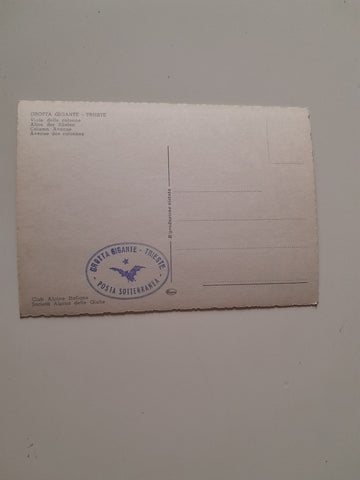 GROTTA GIGANTE - TRIESTE
Viale delle colonne
Allee der Säulen
Column Avenue
Avenue des colonnes
Riproduzione vietata
GROTTA GIGANTE - TRIESTE
POSTA SOTTERRANEA
Club Alpino Italiano
Società Alpina delle Giulie